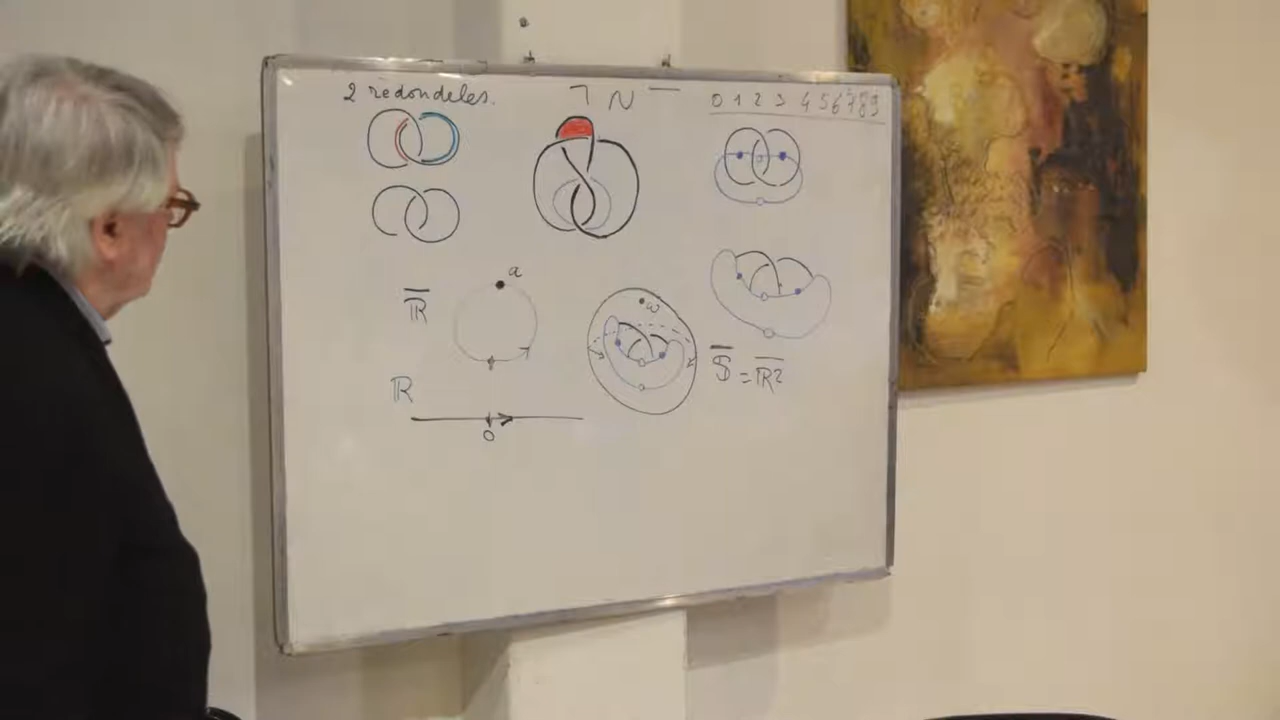 2 redondeles.
ℸ N —
0 1 2 3 4 5 6 7 8 9
a
ℝ̅
ω
S̅ = ℝ̅²
ℝ
0